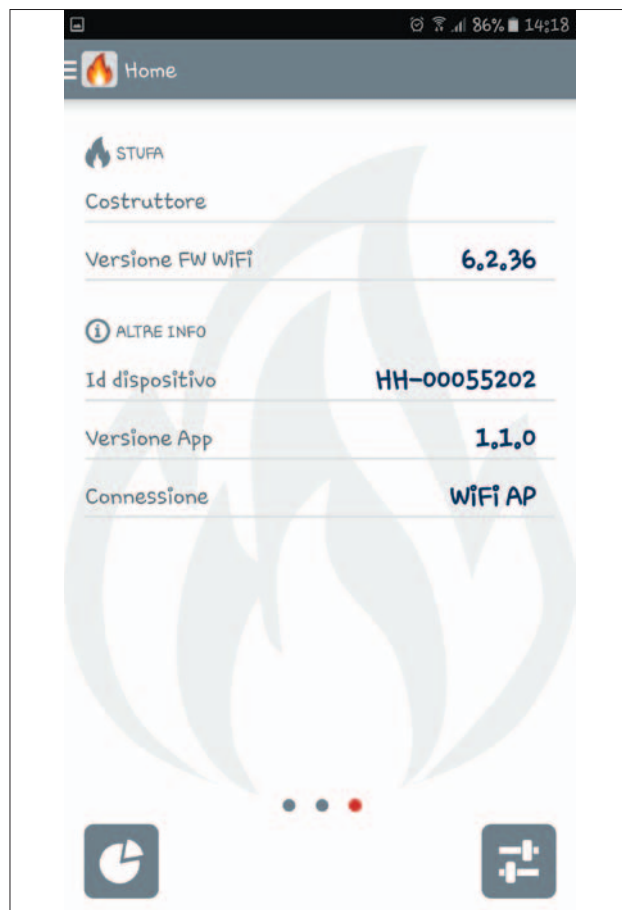 86% 14:18
Home
STUFA
Costruttore
Versione FW WiFi 6.2.36
ALTRE INFO
Id dispositivo HH-00055202
Versione App 1.1.0
Connessione WiFi AP